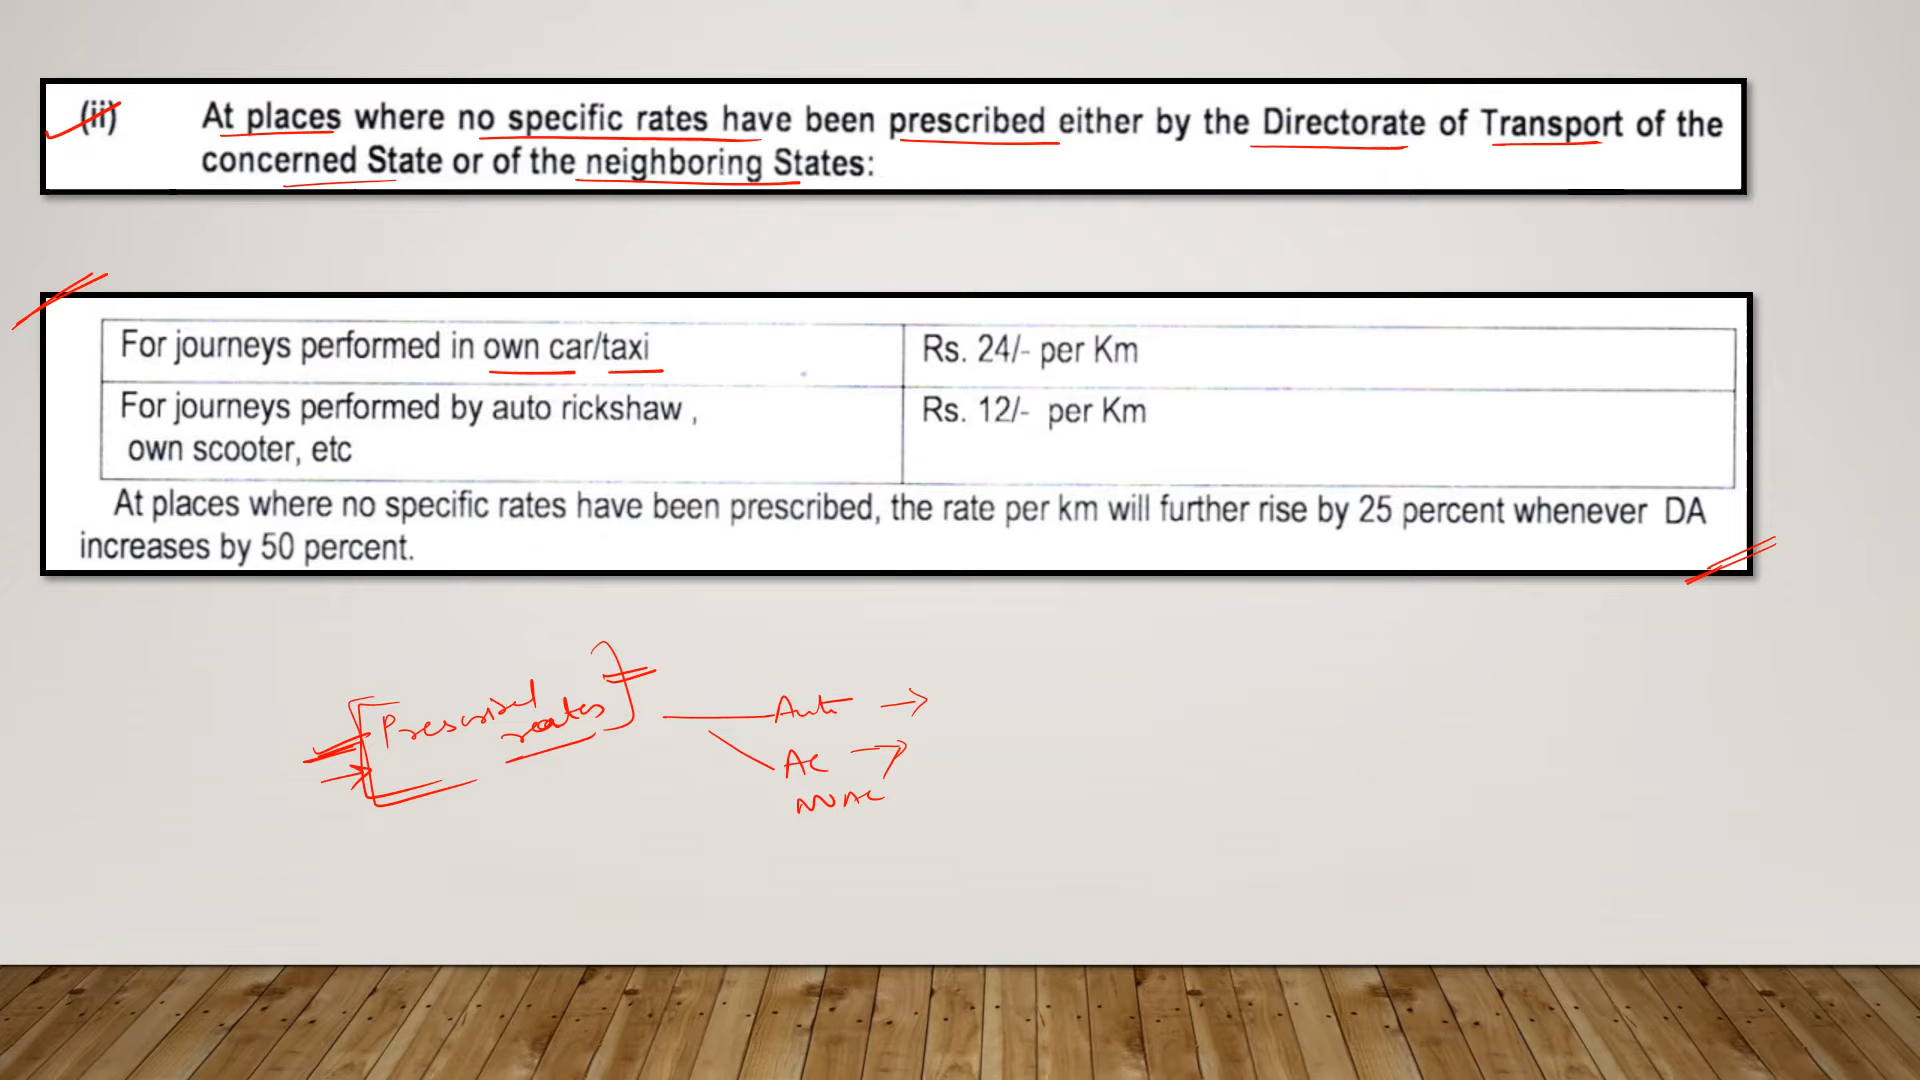 (ii) At places where no specific rates have been prescribed either by the Directorate of Transport of the
concerned State or of the neighboring States:
For journeys performed in own car/taxi Rs. 24/- per Km
For journeys performed by auto rickshaw , Rs. 12/- per Km
own scooter, etc
At places where no specific rates have been prescribed, the rate per km will further rise by 25 percent whenever DA
increases by 50 percent.
Prescribed
rates
Auto
AC